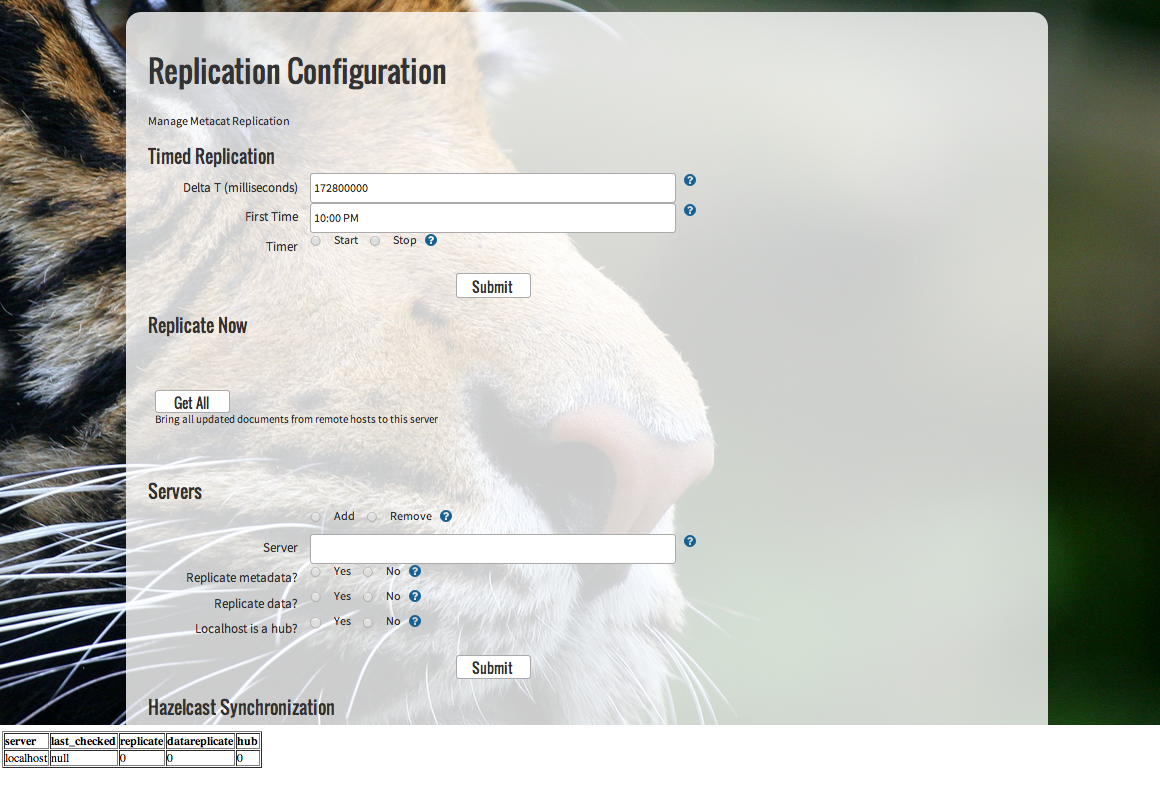 Replication Configuration
Manage Metacat Replication
Timed Replication
Delta T (milliseconds) 172800000 ?
First Time 10:00 PM ?
Timer Start Stop ?
Submit
Replicate Now
Get All
Bring all updated documents from remote hosts to this server
Servers
Add Remove ?
Server ?
Replicate metadata? Yes No ?
Replicate data? Yes No ?
Localhost is a hub? Yes No ?
Submit
Hazelcast Synchronization
server last_checked replicate datareplicate hub
localhost null 0 0 0